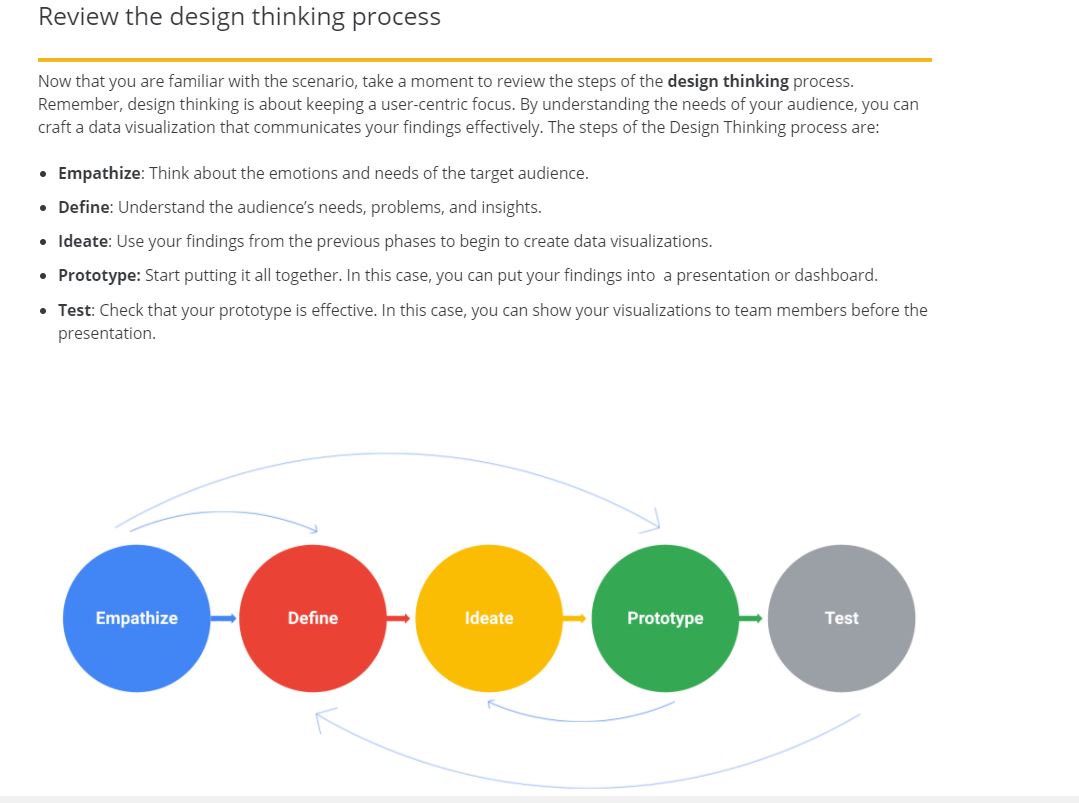 Review the design thinking process
Now that you are familiar with the scenario, take a moment to review the steps of the design thinking process.
Remember, design thinking is about keeping a user-centric focus. By understanding the needs of your audience, you can
craft a data visualization that communicates your findings effectively. The steps of the Design Thinking process are:
• Empathize: Think about the emotions and needs of the target audience.
• Define: Understand the audience’s needs, problems, and insights.
• Ideate: Use your findings from the previous phases to begin to create data visualizations.
• Prototype: Start putting it all together. In this case, you can put your findings into  a presentation or dashboard.
• Test: Check that your prototype is effective. In this case, you can show your visualizations to team members before the
presentation.
Empathize Define Ideate Prototype Test